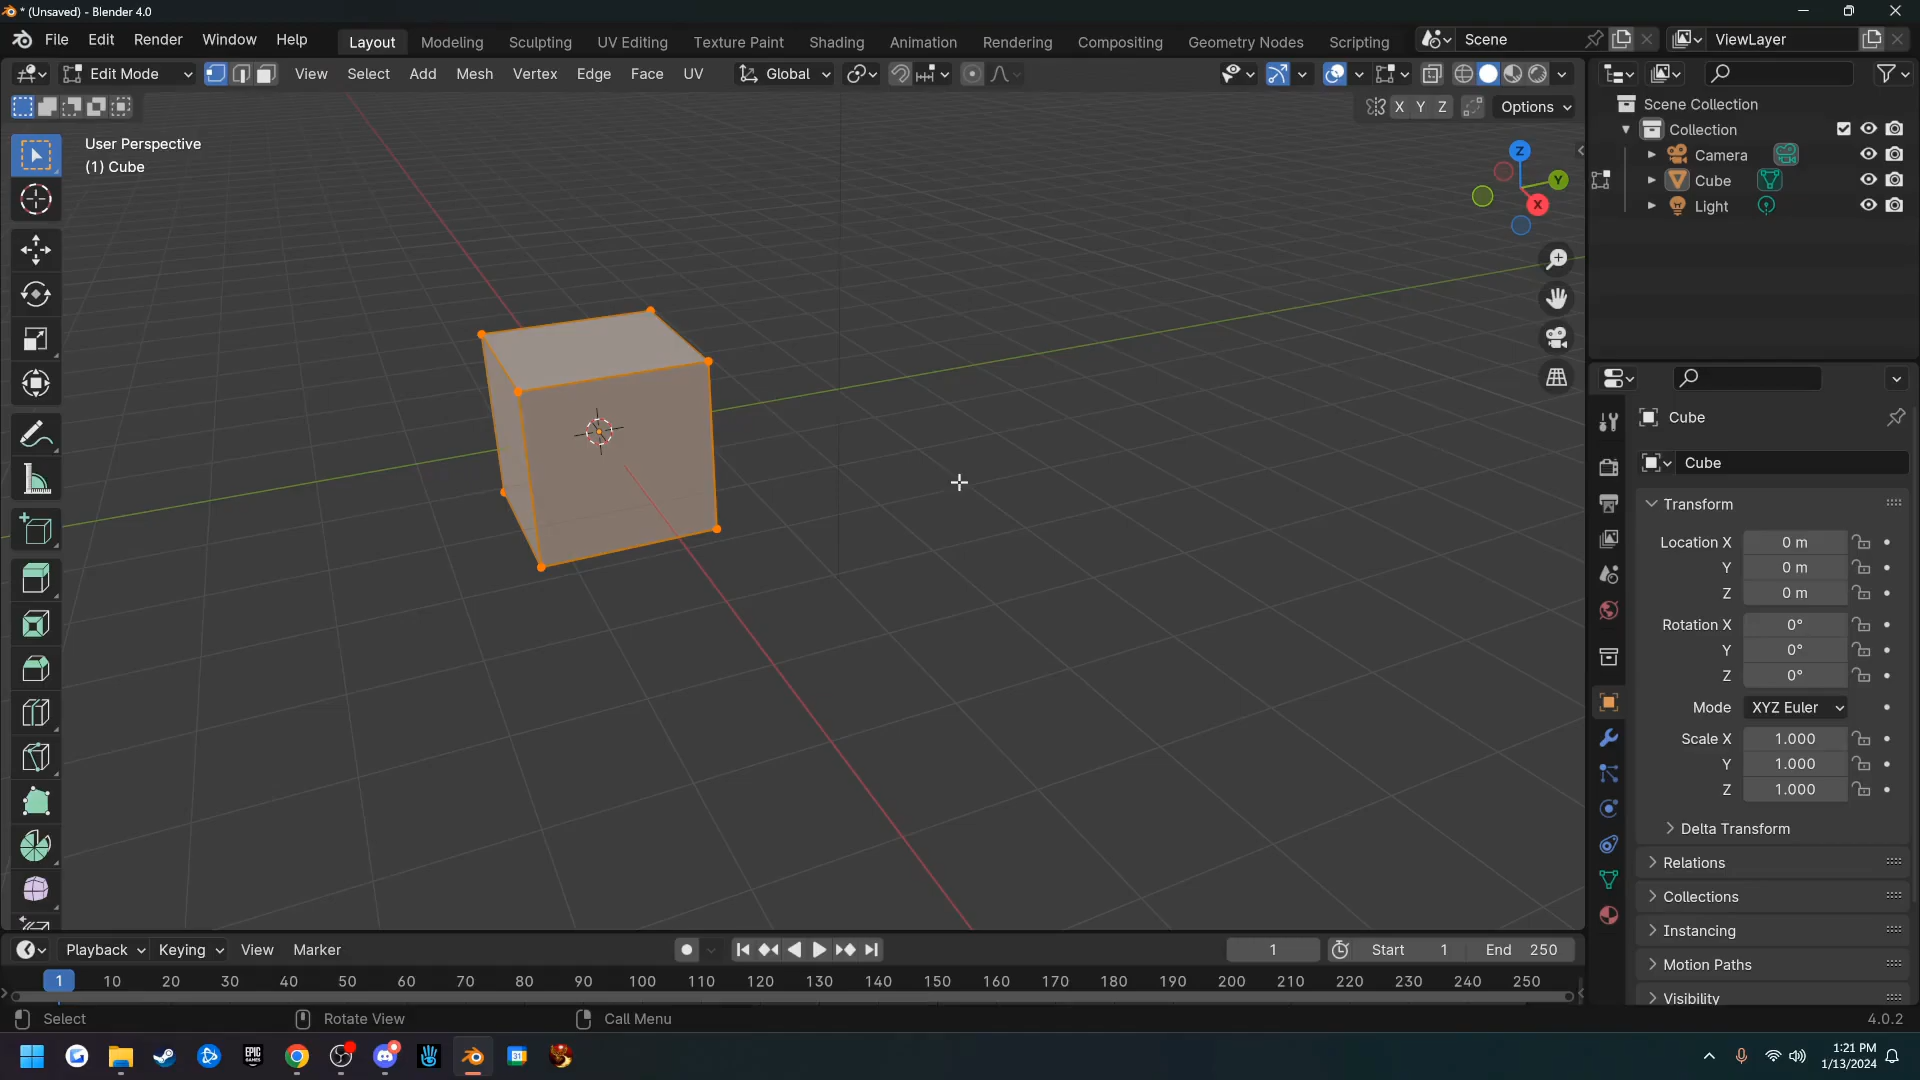 * (Unsaved) - Blender 4.0
File Edit Render Window Help Layout Modeling Sculpting UV Editing Texture Paint Shading Animation Rendering Compositing Geometry Nodes Scripting Scene ViewLayer
Edit Mode View Select Add Mesh Vertex Edge Face UV Global
X Y Z Options
User Perspective
(1) Cube
Z
Y
X
Scene Collection
Collection
Camera
Cube
Light
Cube
Cube
Transform
Location X 0 m
Y 0 m
Z 0 m
Rotation X 0°
Y 0°
Z 0°
Mode XYZ Euler
Scale X 1.000
Y 1.000
Z 1.000
Delta Transform
Relations
Collections
Instancing
Motion Paths
Visibility
Playback Keying View Marker 1 Start 1 End 250
1 10 20 30 40 50 60 70 80 90 100 110 120 130 140 150 160 170 180 190 200 210 220 230 240 250
Select Rotate View Call Menu 4.0.2
EPIC GAMES
31
1:21 PM
1/13/2024